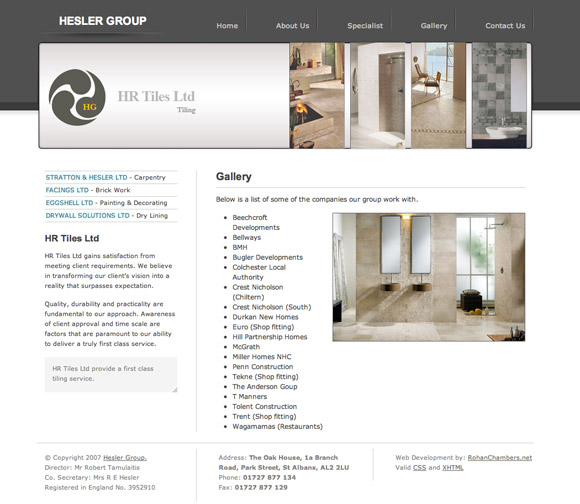 HESLER GROUP
Home
About Us
Specialist
Gallery
Contact Us
HG
HR Tiles Ltd
Tiling
STRATTON & HESLER LTD - Carpentry
FACINGS LTD - Brick Work
EGGSHELL LTD - Painting & Decorating
DRYWALL SOLUTIONS LTD - Dry Lining
HR Tiles Ltd
HR Tiles Ltd gains satisfaction from
meeting client requirements. We believe
in transforming our client's vision into a
reality that surpasses expectation.
Quality, durability and practicality are
fundamental to our approach. Awareness
of client approval and time scale are
factors that are paramount to our ability
to deliver a truly first class service.
HR Tiles Ltd provide a first class
tiling service.
Gallery
Below is a list of some of the companies our group work with.
Beechcroft
Developments
Bellways
BMH
Bugler Developments
Colchester Local
Authority
Crest Nicholson
(Chiltern)
Crest Nicholson (South)
Durkan New Homes
Euro (Shop fitting)
Hill Partnership Homes
McGrath
Miller Homes NHC
Penn Construction
Tekne (Shop fitting)
The Anderson Goup
T Manners
Tolent Construction
Trent (Shop fitting)
Wagamamas (Restaurants)
© Copyright 2007 Hesler Group.
Director: Mr Robert Tamulaitis
Co. Secretary: Mrs R E Hesler
Registered in England No. 3952910
Address: The Oak House, 1a Branch
Road, Park Street, St Albans, AL2 2LU
Phone: 01727 877 134
Fax: 01727 877 129
Web Development by: RohanChambers.net
Valid CSS and XHTML